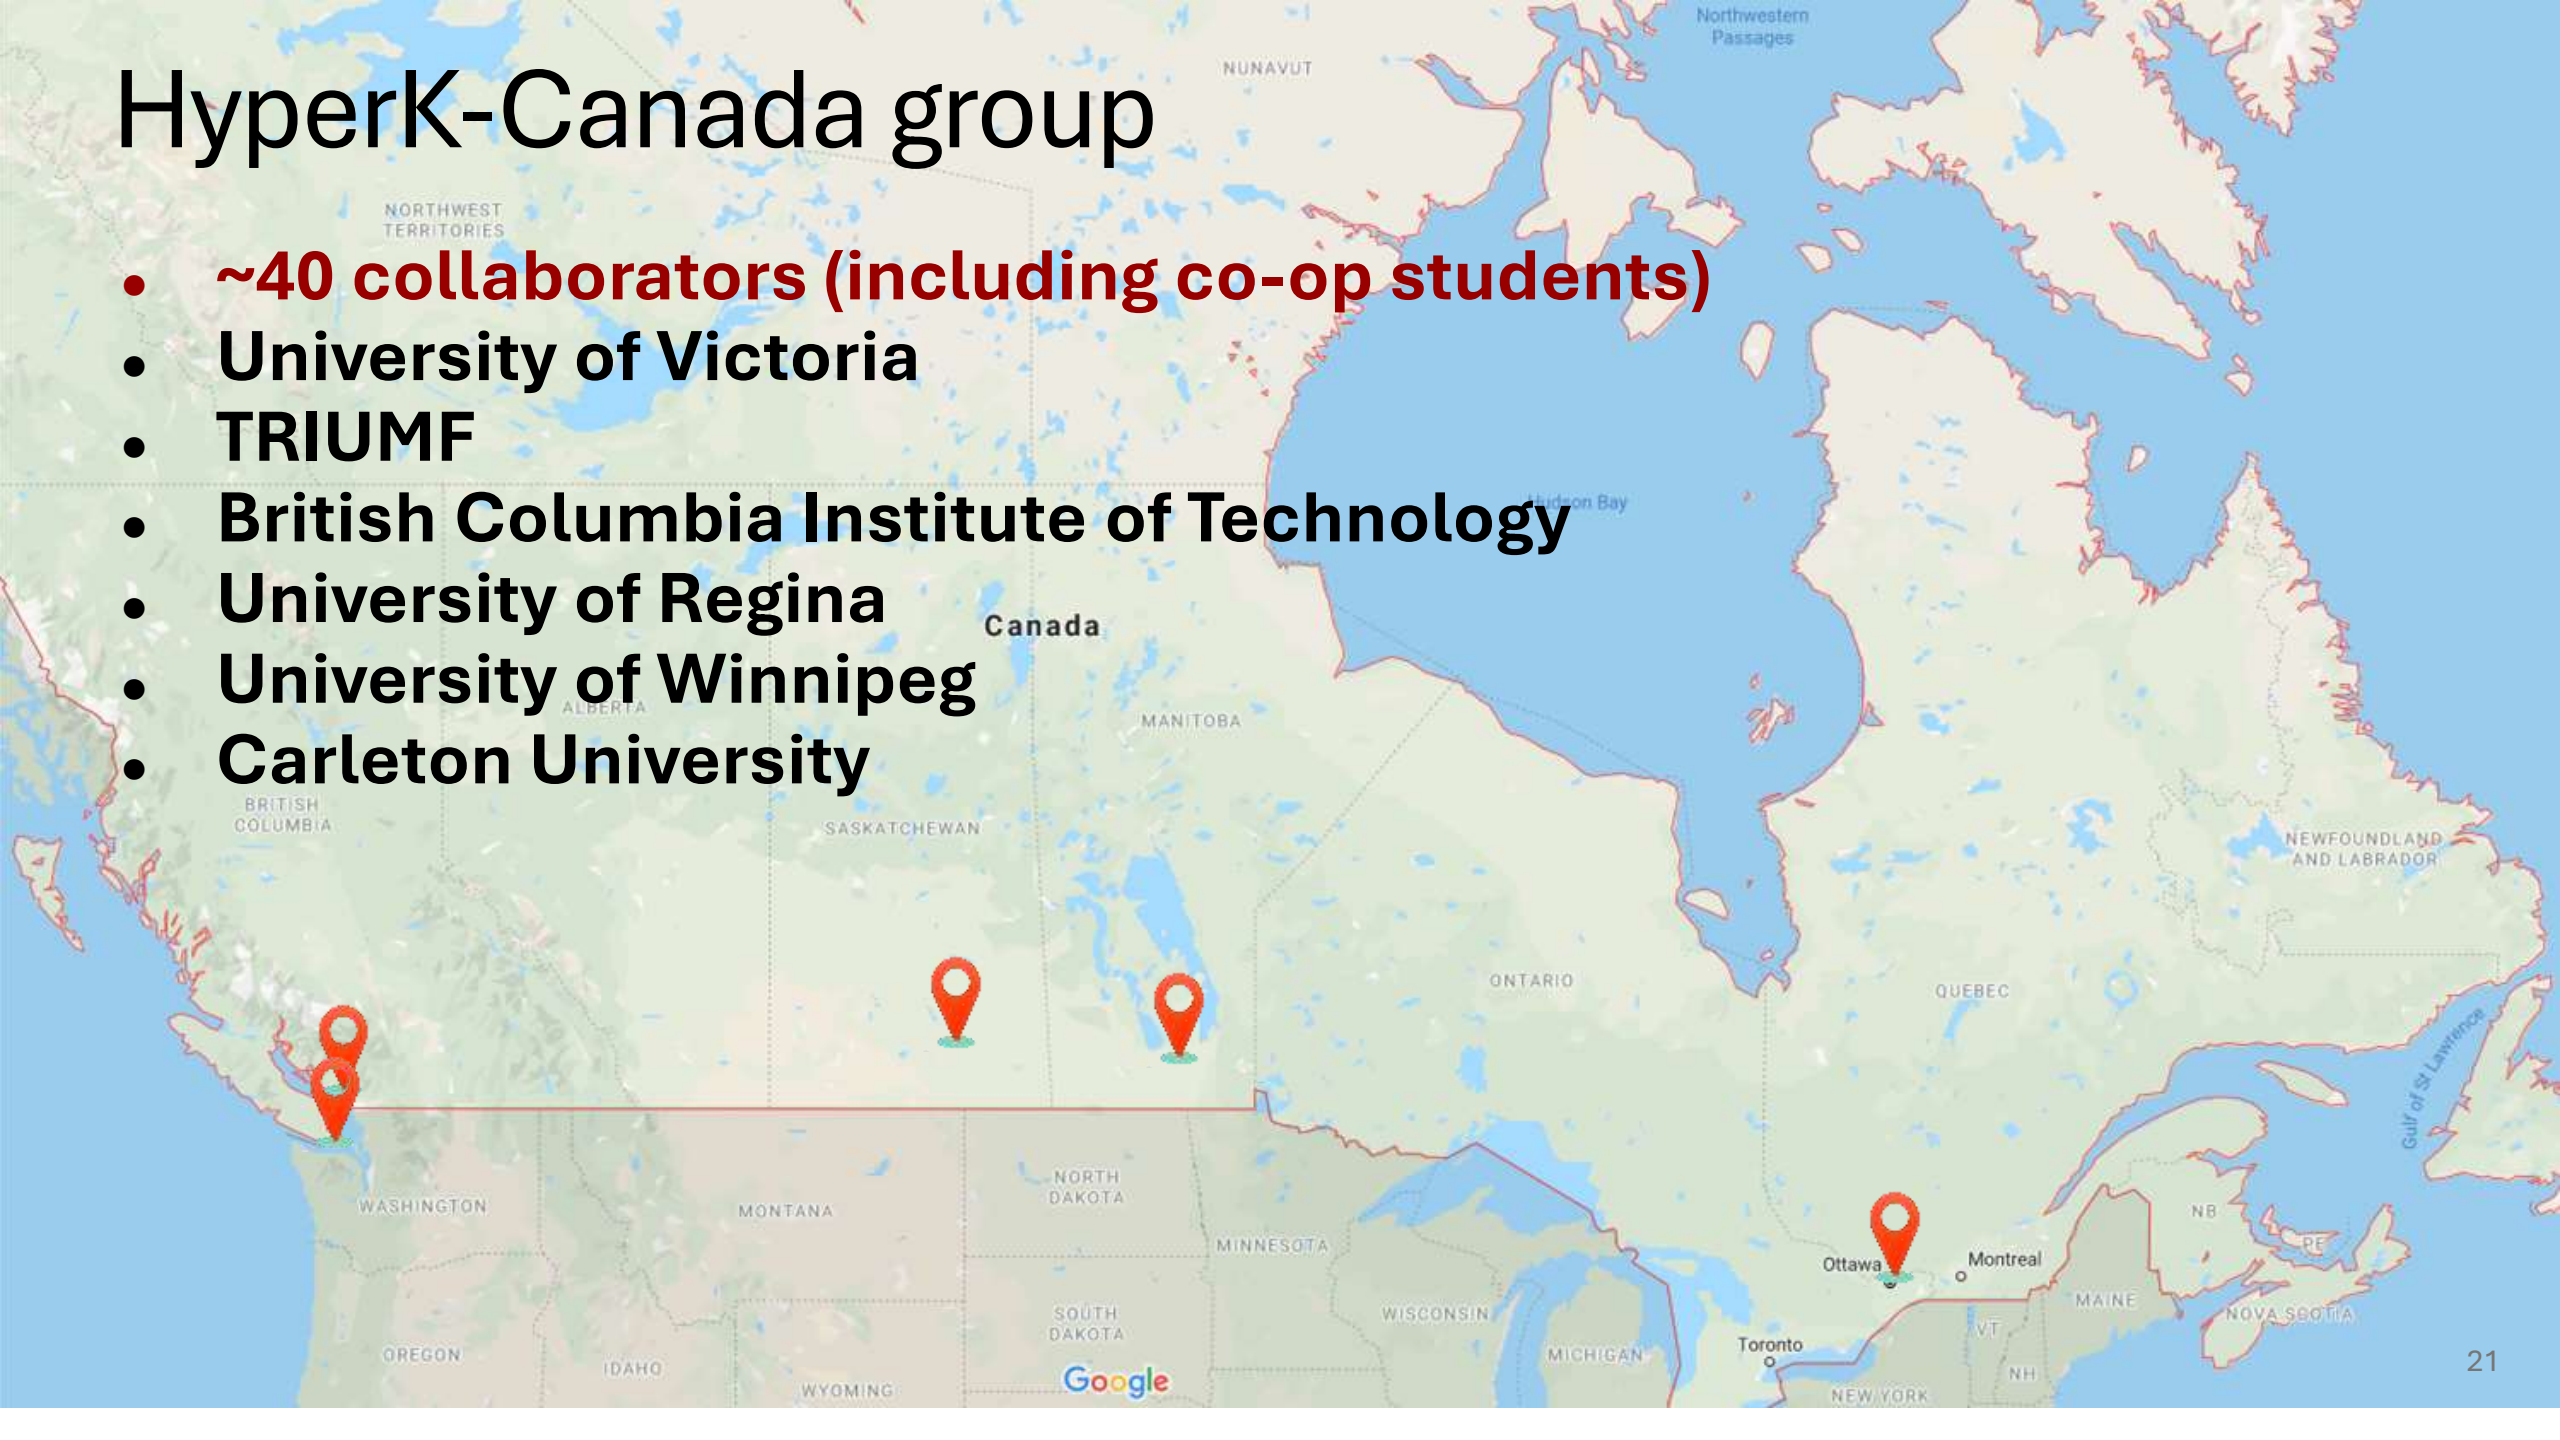 HyperK-Canada group
• ~40 collaborators (including co-op students)
• University of Victoria
• TRIUMF
• British Columbia Institute of Technology
• University of Regina
• University of Winnipeg
• Carleton University
Northwestern
Passages
NUNAVUT
NORTHWEST
TERRITORIES
Hudson Bay
Canada
ALBERTA
MANITOBA
BRITISH
COLUMBIA
SASKATCHEWAN
NEWFOUNDLAND
AND LABRADOR
ONTARIO
QUEBEC
Gulf of St Lawrence
WASHINGTON
MONTANA
NORTH
DAKOTA
MINNESOTA
NB
PE
Ottawa
Montreal
SOUTH
DAKOTA
WISCONSIN
MAINE
NOVA SCOTIA
VT
Toronto
OREGON
IDAHO
MICHIGAN
NH
WYOMING
NEW YORK
Google
21